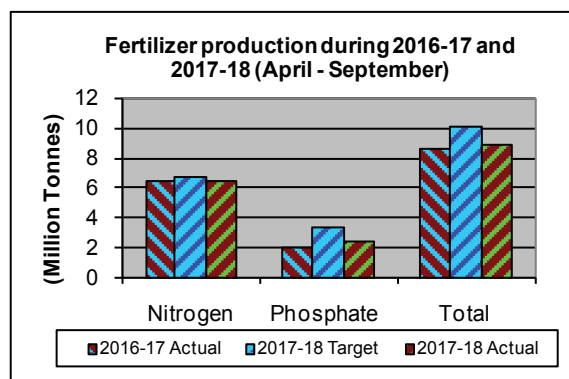 Fertilizer production during 2016-17 and
2017-18 (April - September)
(Million Tonnes)
12
10
8
6
4
2
0
Nitrogen Phosphate Total
2016-17 Actual 2017-18 Target 2017-18 Actual